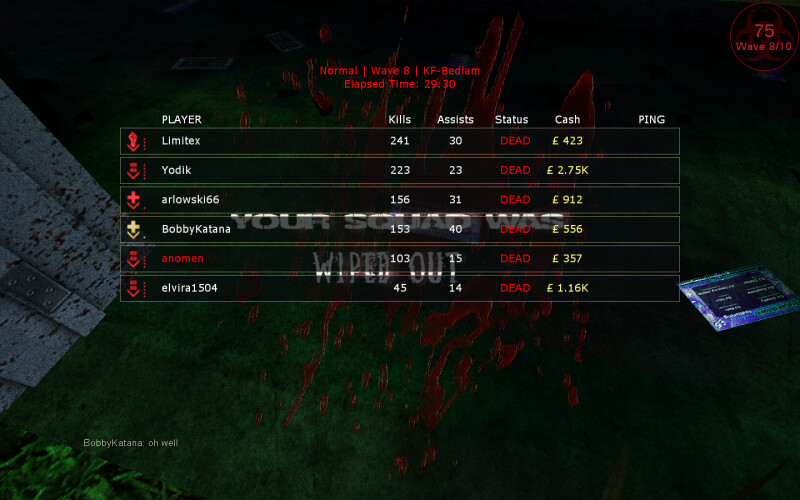 75
Wave 8/10
Normal | Wave 8 | KF-Bedlam
Elapsed Time: 29:30
PLAYER Kills Assists Status Cash PING
Limitex 241 30 DEAD £ 423
Yodik 223 23 DEAD £ 2.75K
arlowski66 156 31 DEAD £ 912
YOUR SQUAD WAS
BobbyKatana 153 40 DEAD £ 556
WIPED OUT
anomen 103 15 DEAD £ 357
elvira1504 45 14 DEAD £ 1.16K
BobbyKatana: oh well